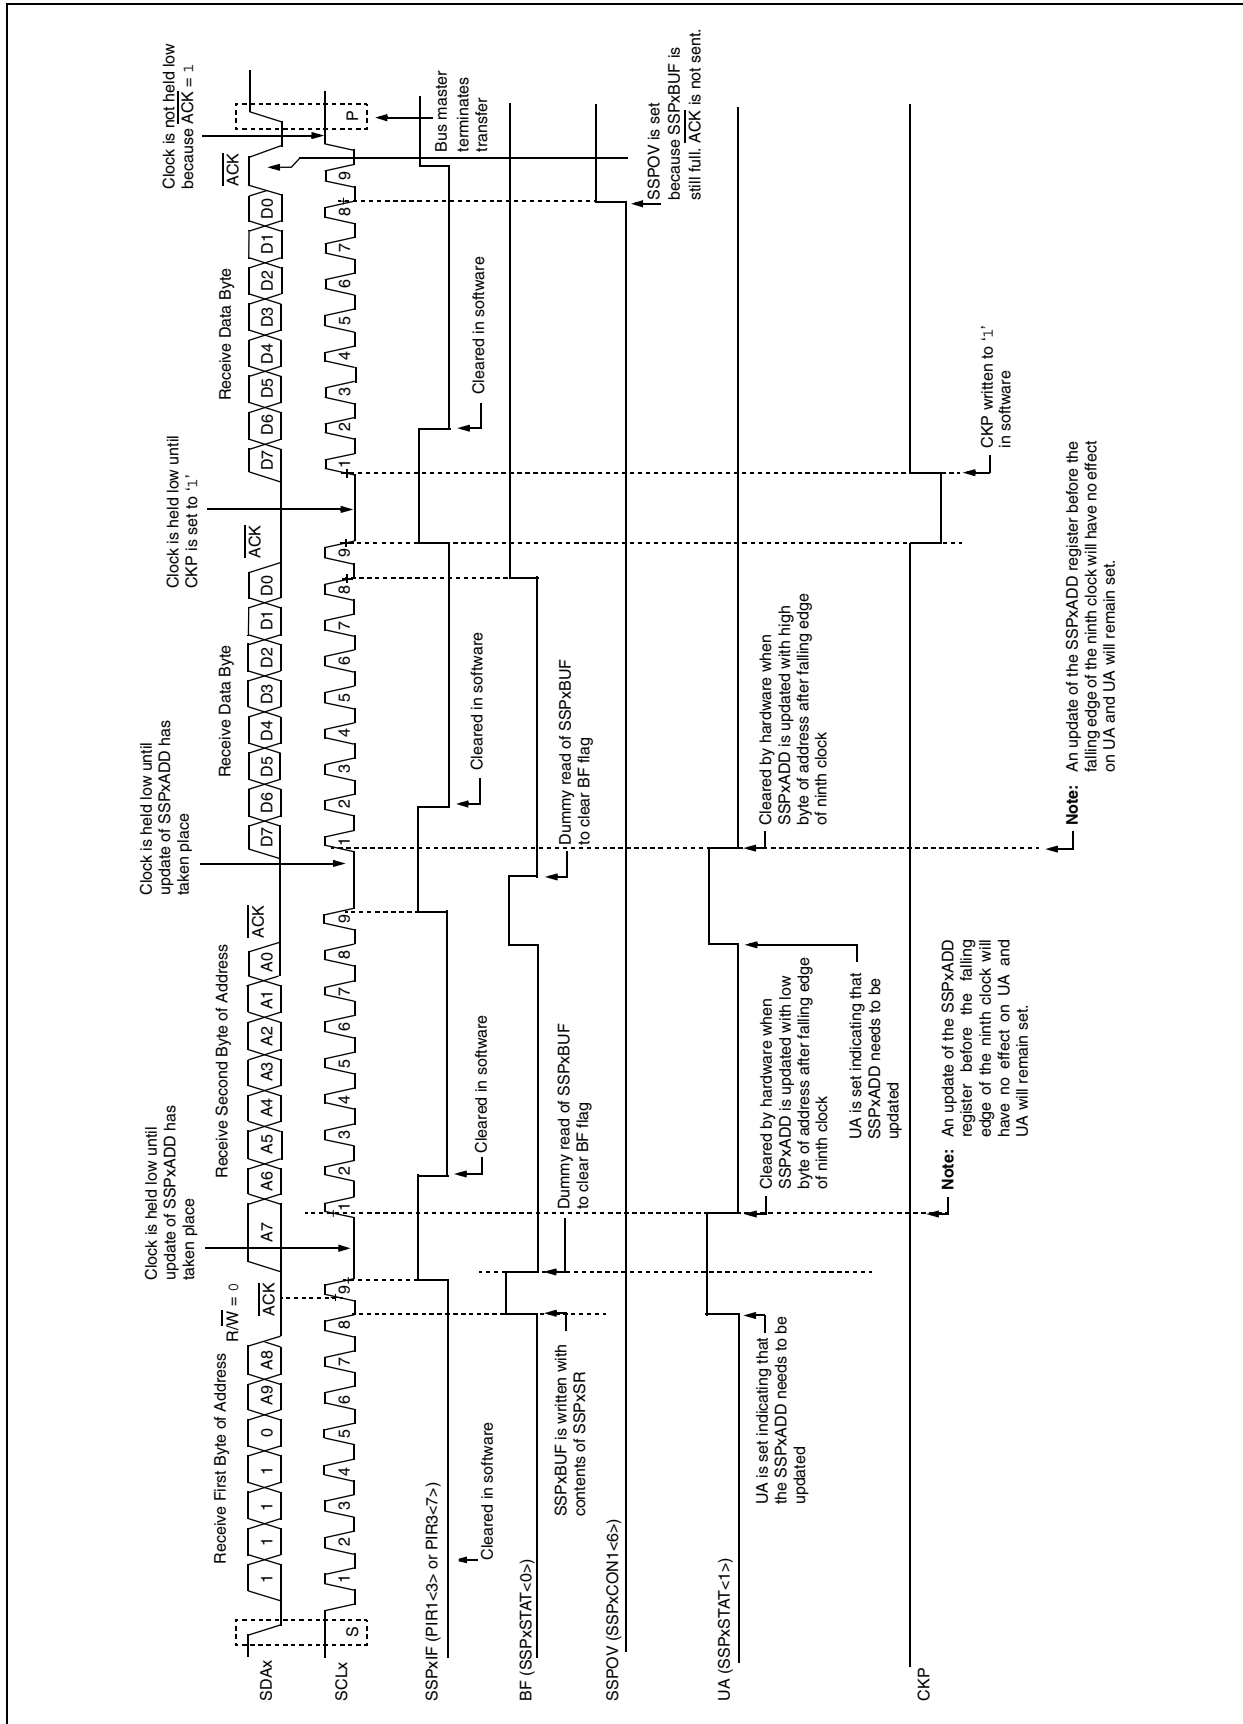 Clock is not held low
because ACK = 1
Clock is held low until
CKP is set to ‘1’
Clock is held low until
update of SSPxADD has
taken place
Clock is held low until
update of SSPxADD has
taken place
R/W = 0
Receive First Byte of Address
ACK
Receive Second Byte of Address
ACK
Receive Data Byte
ACK
Receive Data Byte
ACK
SDAx
1 1 1 1 0 A9 A8
A7 A6 A5 A4 A3 A2 A1 A0
D7 D6 D5 D4 D3 D2 D1 D0
D7 D6 D5 D4 D3 D2 D1 D0
SCLx
S
1 2 3 4 5 6 7 8 9
1 2 3 4 5 6 7 8 9
1 2 3 4 5 6 7 8 9
1 2 3 4 5 6 7 8 9
P
Bus master
terminates
transfer
SSPxIF (PIR1<3> or PIR3<7>)
Cleared in software
Cleared in software
Cleared in software
Cleared in software
BF (SSPxSTAT<0>)
SSPxBUF is written with
contents of SSPxSR
Dummy read of SSPxBUF
to clear BF flag
Dummy read of SSPxBUF
to clear BF flag
SSPOV (SSPxCON1<6>)
SSPOV is set
because SSPxBUF is
still full. ACK is not sent.
UA (SSPxSTAT<1>)
UA is set indicating that
the SSPxADD needs to be
updated
Cleared by hardware when
SSPxADD is updated with low
byte of address after falling edge
of ninth clock
UA is set indicating that
SSPxADD needs to be
updated
Cleared by hardware when
SSPxADD is updated with high
byte of address after falling edge
of ninth clock
CKP
CKP written to ‘1’
in software
Note: An update of the SSPxADD
register before the falling
edge of the ninth clock will
have no effect on UA and
UA will remain set.
Note: An update of the SSPxADD register before the
falling edge of the ninth clock will have no effect
on UA and UA will remain set.